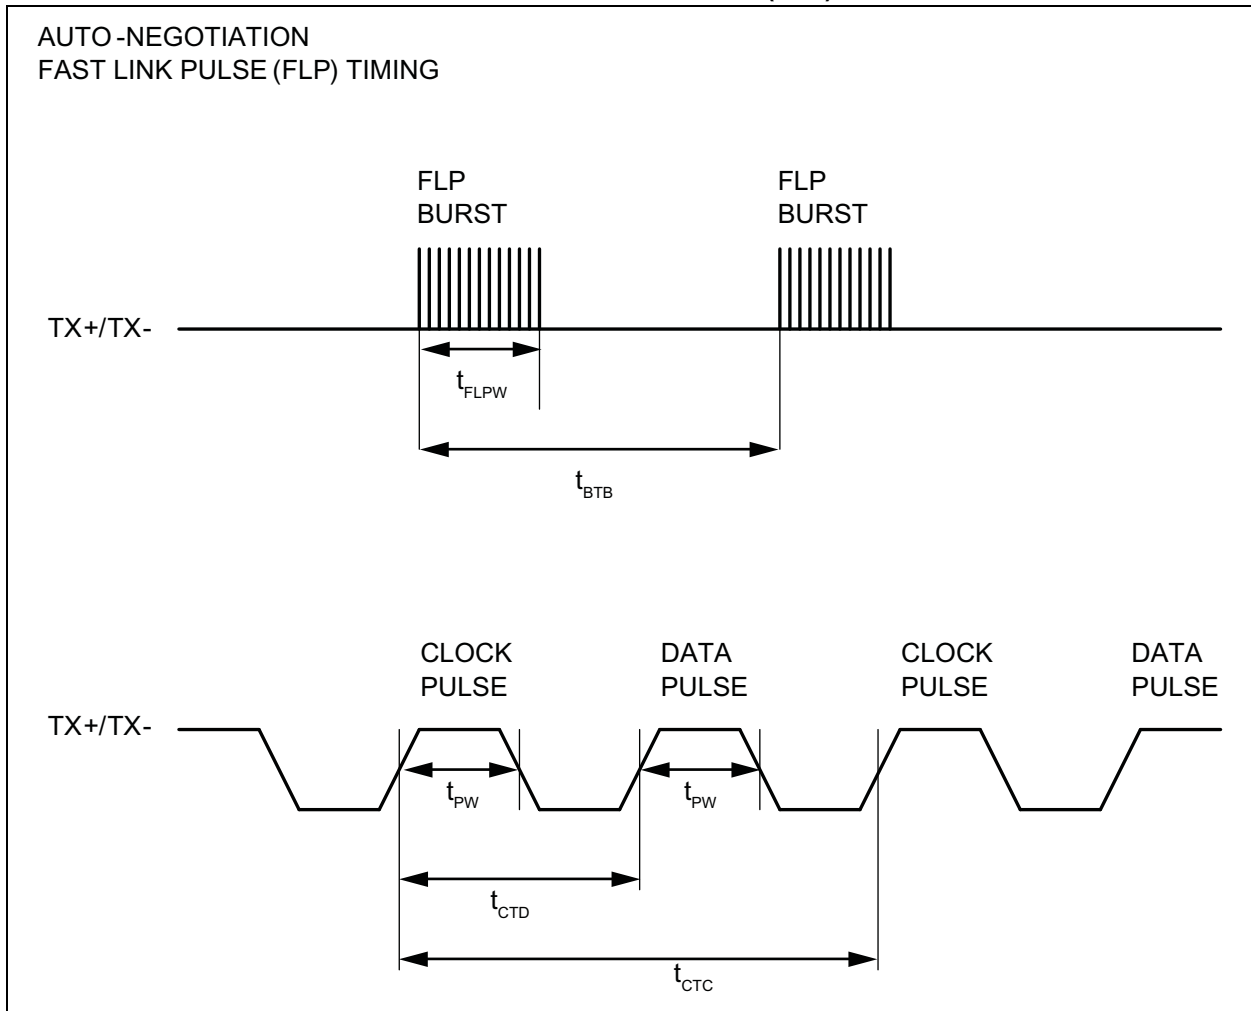 AUTO-NEGOTIATION
FAST LINK PULSE (FLP) TIMING
FLP
BURST
FLP
BURST
TX+/TX-
tFLPW
tBTB
CLOCK
PULSE
DATA
PULSE
CLOCK
PULSE
DATA
PULSE
TX+/TX-
tPW
tPW
tCTD
tCTC